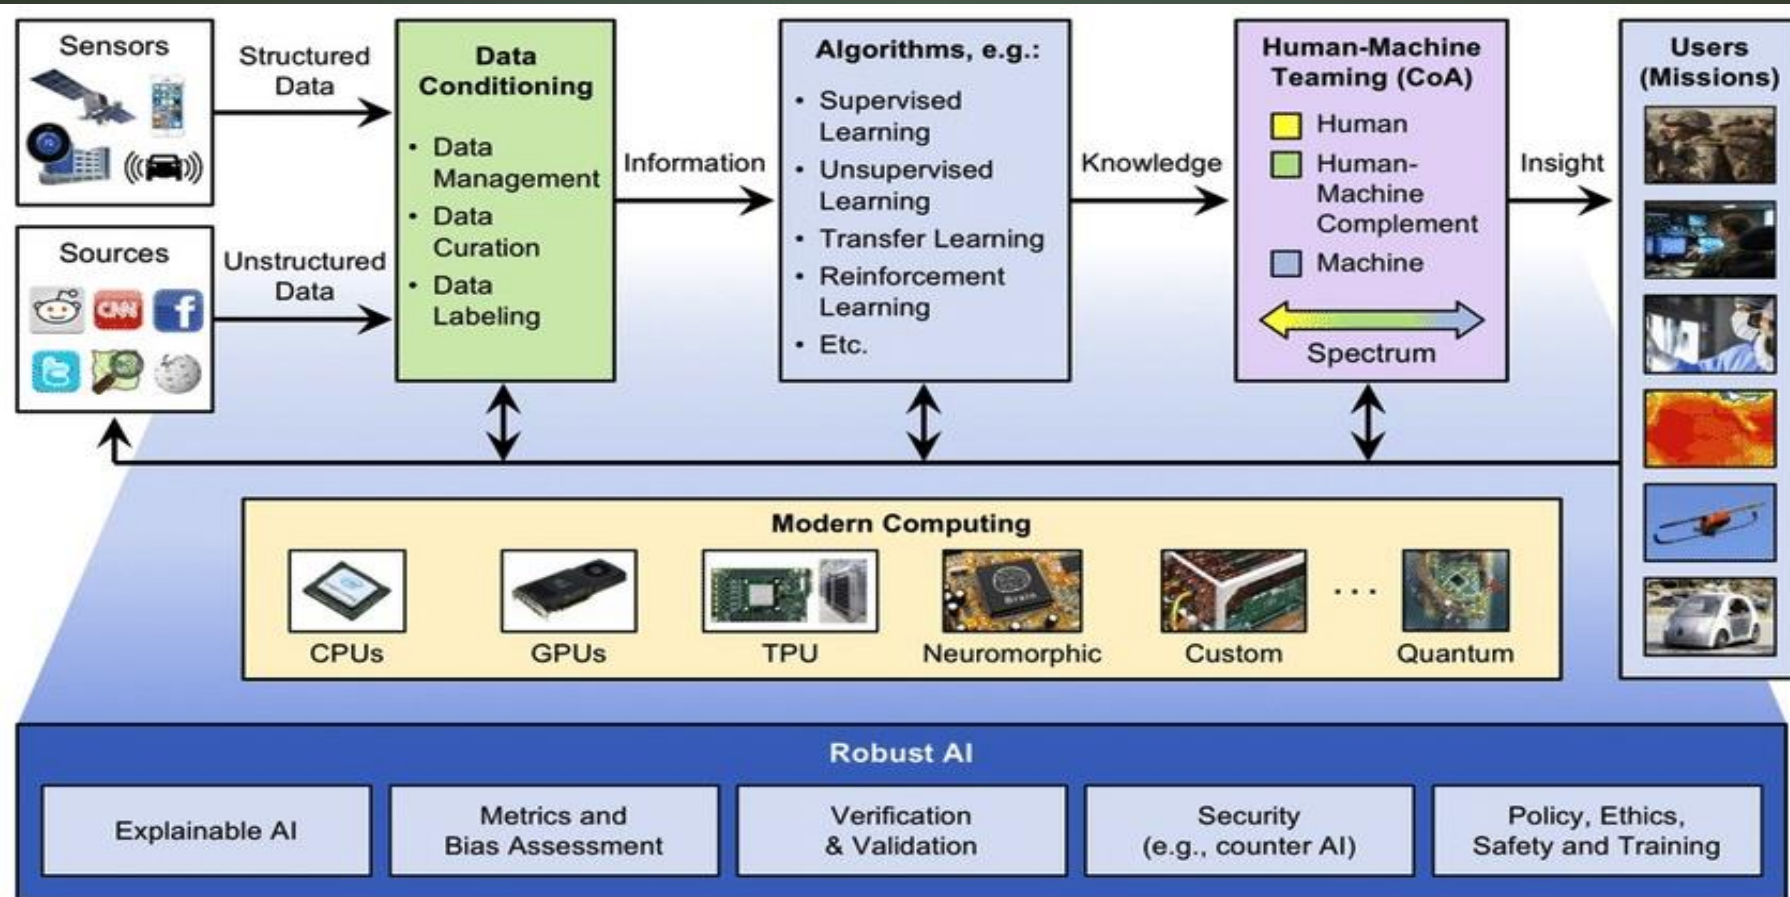 Sensors
Structured
Data
Sources
CNN
f
Unstructured
Data
Data
Conditioning
• Data
Management
• Data
Curation
• Data
Labeling
Information
Algorithms, e.g.:
• Supervised
Learning
• Unsupervised
Learning
• Transfer Learning
• Reinforcement
Learning
• Etc.
Knowledge
Human-Machine
Teaming (CoA)
Human
Human-
Machine
Complement
Machine
Spectrum
Insight
Users
(Missions)
Modern Computing
CPUs
GPUs
TPU
Brain
Neuromorphic
Custom
...
Quantum
Robust AI
Explainable AI
Metrics and
Bias Assessment
Verification
& Validation
Security
(e.g., counter AI)
Policy, Ethics,
Safety and Training